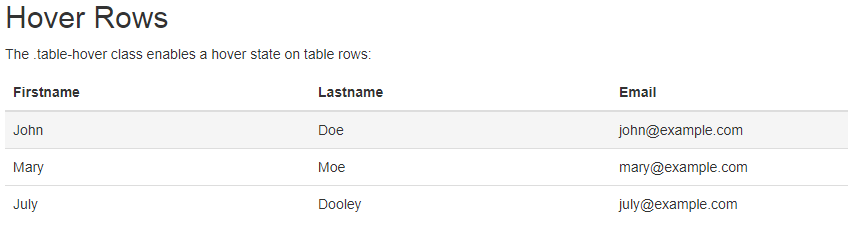 Hover Rows
The .table-hover class enables a hover state on table rows:
Firstname Lastname Email
John Doe john@example.com
Mary Moe mary@example.com
July Dooley july@example.com